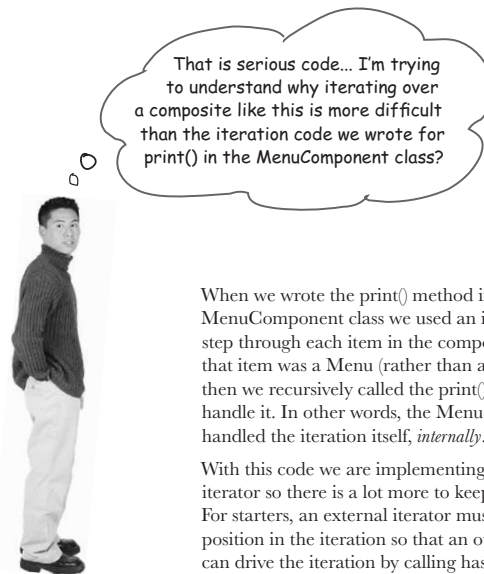 That is serious code... I'm trying
to understand why iterating over
a composite like this is more difficult
than the iteration code we wrote for
print() in the MenuComponent class?
When we wrote the print() method i
MenuComponent class we used an i
step through each item in the compo
that item was a Menu (rather than a
then we recursively called the print()
handle it. In other words, the Menu
handled the iteration itself, internally.
With this code we are implementing
iterator so there is a lot more to keep
For starters, an external iterator mus
position in the iteration so that an o
can drive the iteration by calling has